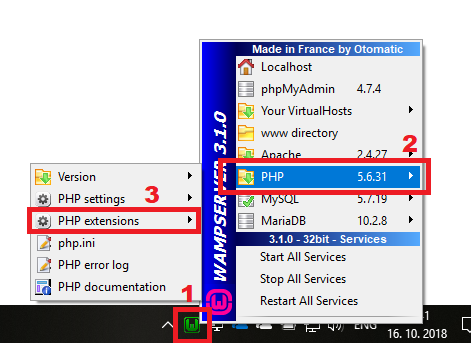 Made in France by Otomatic
Localhost
phpMyAdmin 4.7.4
Your VirtualHosts
www directory
2
Apache 2.4.27
PHP 5.6.31
MySQL 5.7.19
MariaDB 10.2.8
3.1.0 - 32bit - Services
Start All Services
Stop All Services
Restart All Services
WAMPSERVER 3.1.0
Version
PHP settings
3
PHP extensions
php.ini
PHP error log
PHP documentation
1
ENG
16. 10. 2018